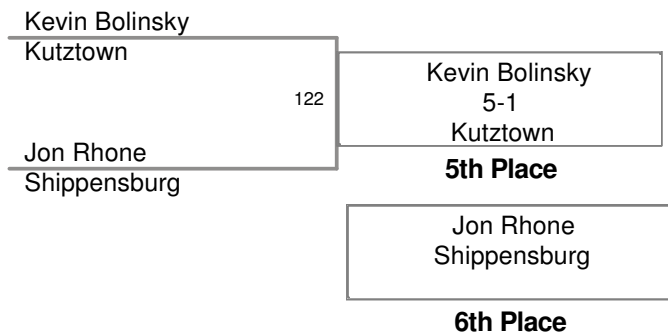 Kevin Bolinsky
Kutztown
122
Jon Rhone
Shippensburg
Kevin Bolinsky
5-1
Kutztown
5th Place
Jon Rhone
Shippensburg
6th Place